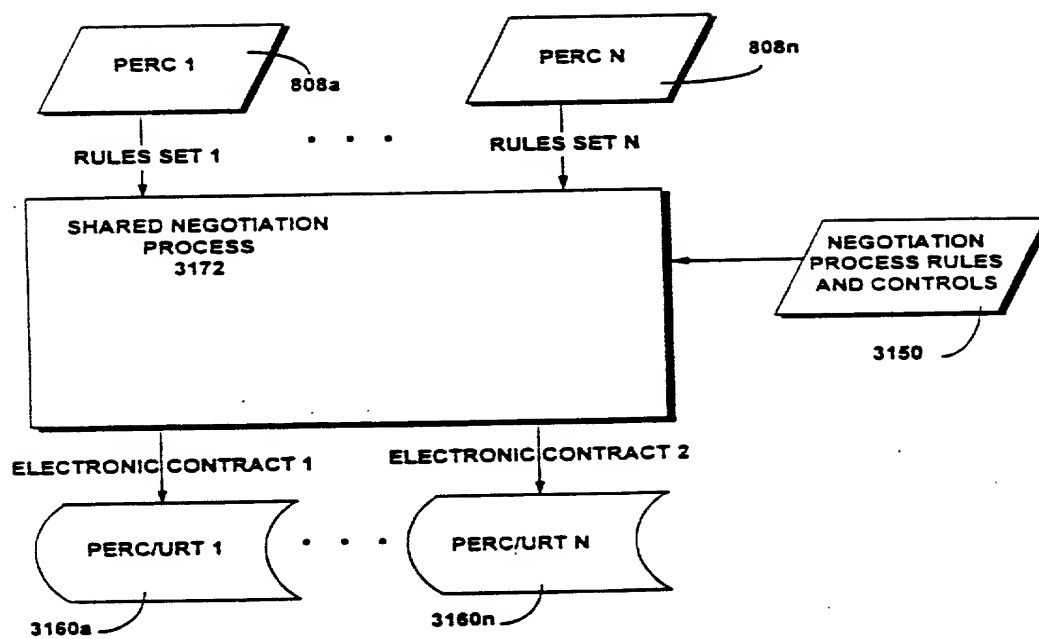 PERC 1
808a
PERC N
808n
RULES SET 1
RULES SET N
SHARED NEGOTIATION
PROCESS
3172
NEGOTIATION
PROCESS RULES
AND CONTROLS
3150
ELECTRONIC CONTRACT 1
ELECTRONIC CONTRACT 2
PERC/URT 1
PERC/URT N
3160a
3160n